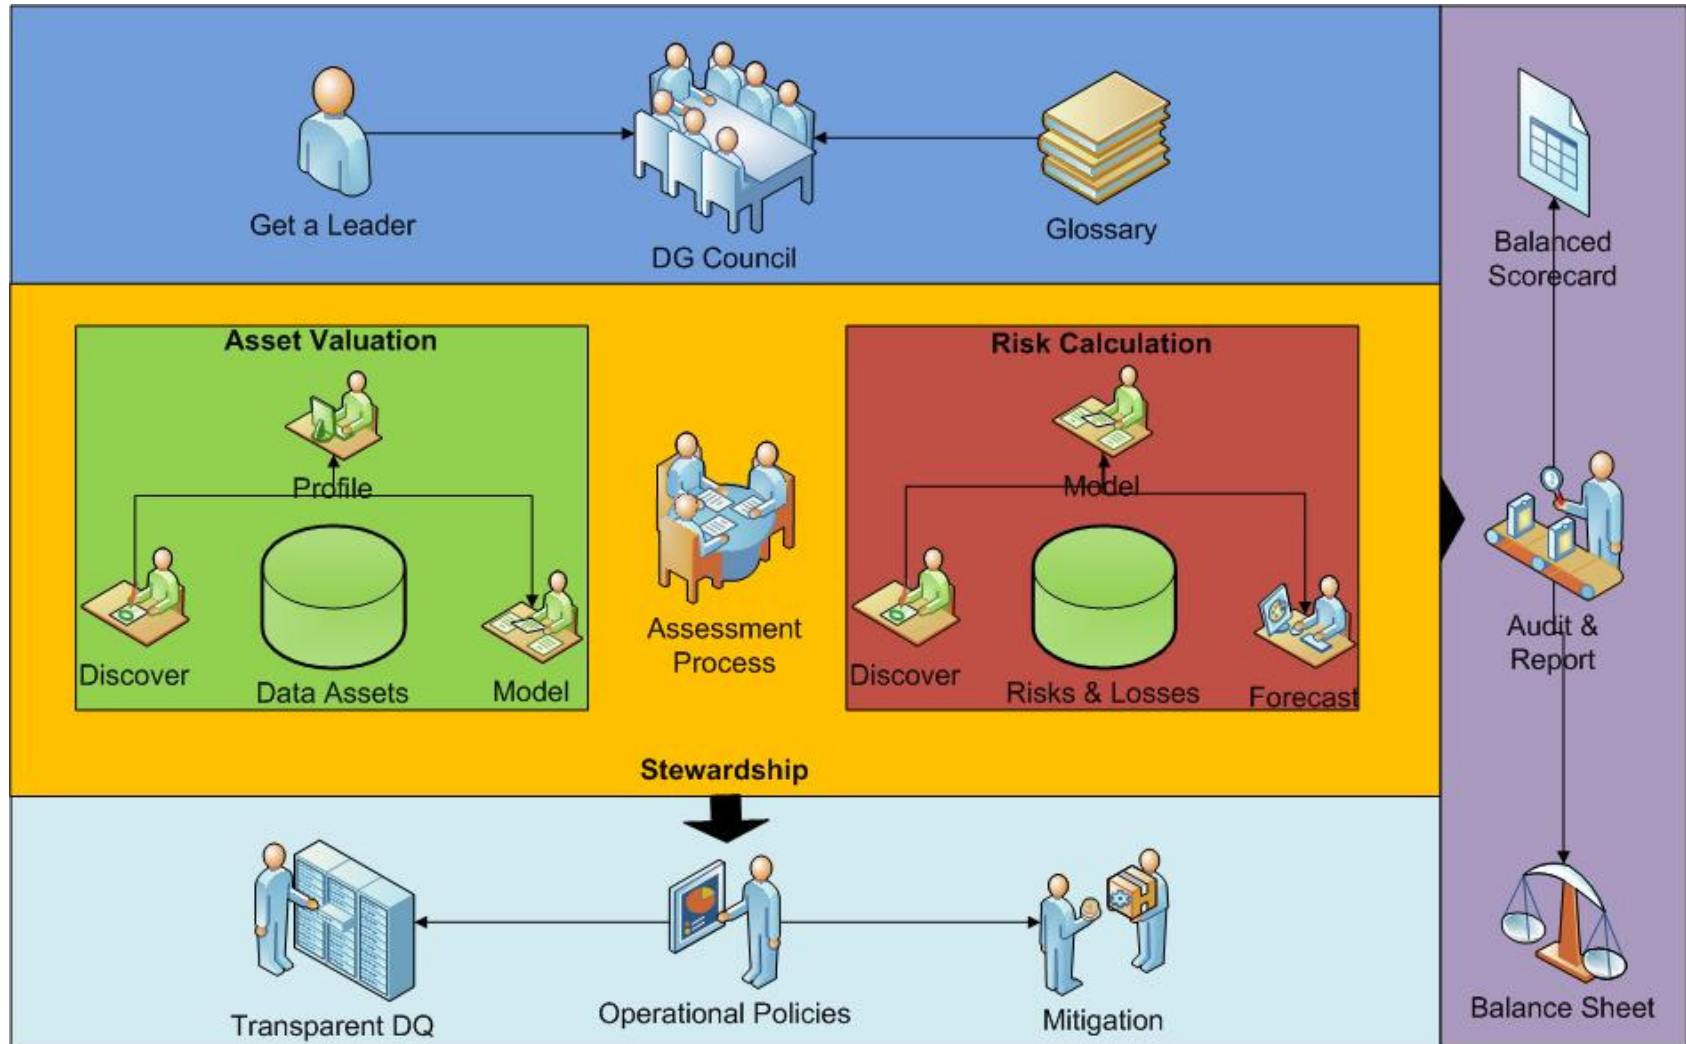 Get a Leader
DG Council
Glossary
Balanced
Scorecard
Asset Valuation
Profile
Discover
Data Assets
Model
Assessment
Process
Risk Calculation
Model
Discover
Risks & Losses
Forecast
Stewardship
Audit &
Report
Transparent DQ
Operational Policies
Mitigation
Balance Sheet